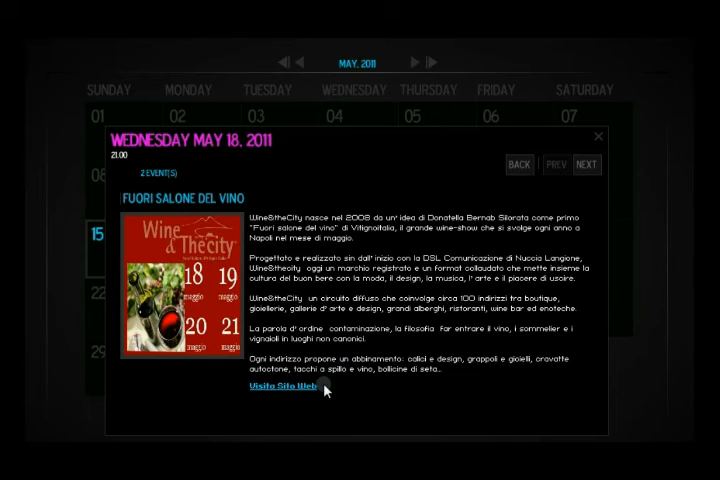 MAY, 2011
SUNDAY MONDAY TUESDAY WEDNESDAY THURSDAY FRIDAY SATURDAY
01 02 03 04 05 06 07
WEDNESDAY MAY 18, 2011
21.00
2 EVENT(S)
BACK PREV NEXT
08
FUORI SALONE DEL VINO
15
22
29
Wine
& Thecity
18 19
maggio maggio
20 21
maggio maggio
Wine&theCity nasce nel 2008 da un'idea di Donatella Bernab Silorata come primo
"Fuori salone del vino" di Vitignoitalia, il grande wine-show che si svolge ogni anno a
Napoli nel mese di maggio.
Progettato e realizzato sin dall'inizio con la DSL Comunicazione di Nuccia Langione,
Wine&thecity oggi un marchio registrato e un format collaudato che mette insieme la
cultura del buon bere con la moda, il design, la musica, l'arte e il piacere di uscire.
Wine&theCity un circuito diffuso che coinvolge circa 100 indirizzi tra boutique,
gioiellerie, gallerie d'arte e design, grandi alberghi, ristoranti, wine bar ed enoteche.
La parola d'ordine contaminazione, la filosofia far entrare il vino, i sommelier e i
vignaioli in luoghi non canonici.
Ogni indirizzo propone un abbinamento: calici e design, grappoli e gioielli, cravatte
autoctone, tacchi a spillo e vino, bollicine di seta..
Visita Sito Web